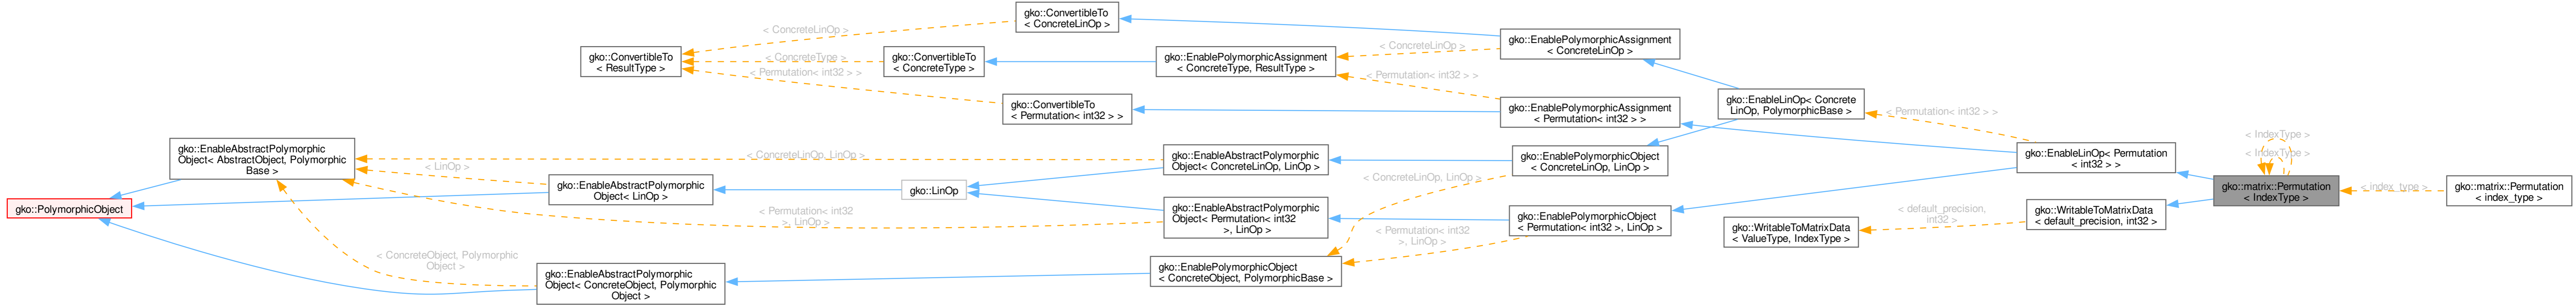 gko::PolymorphicObject
gko::EnableAbstractPolymorphic
Object< AbstractObject, Polymorphic
Base >
< ConcreteObject, Polymorphic
Object >
< LinOp >
gko::EnableAbstractPolymorphic
Object< LinOp >
gko::EnableAbstractPolymorphic
Object< ConcreteObject, Polymorphic
Object >
gko::ConvertibleTo
< ResultType >
< ConcreteLinOp >
< ConcreteType >
< Permutation< int32 > >
< ConcreteLinOp, LinOp >
< Permutation< int32
>, LinOp >
gko::LinOp
gko::ConvertibleTo
< ConcreteLinOp >
gko::ConvertibleTo
< ConcreteType >
gko::ConvertibleTo
< Permutation< int32 > >
gko::EnablePolymorphicAssignment
< ConcreteType, ResultType >
gko::EnableAbstractPolymorphic
Object< ConcreteLinOp, LinOp >
gko::EnableAbstractPolymorphic
Object< Permutation< int32
>, LinOp >
gko::EnablePolymorphicObject
< ConcreteObject, PolymorphicBase >
< ConcreteLinOp >
< Permutation< int32 > >
< ConcreteLinOp, LinOp >
< Permutation< int32
>, LinOp >
gko::EnablePolymorphicAssignment
< ConcreteLinOp >
gko::EnablePolymorphicAssignment
< Permutation< int32 > >
gko::EnablePolymorphicObject
< ConcreteLinOp, LinOp >
gko::EnablePolymorphicObject
< Permutation< int32 >, LinOp >
gko::EnableLinOp< Concrete
LinOp, PolymorphicBase >
gko::WritableToMatrixData
< ValueType, IndexType >
< Permutation< int32 > >
< default_precision,
int32 >
gko::EnableLinOp< Permutation
< int32 > >
gko::WritableToMatrixData
< default_precision, int32 >
< IndexType >
< IndexType >
gko::matrix::Permutation
< IndexType >
< index_type >
gko::matrix::Permutation
< index_type >